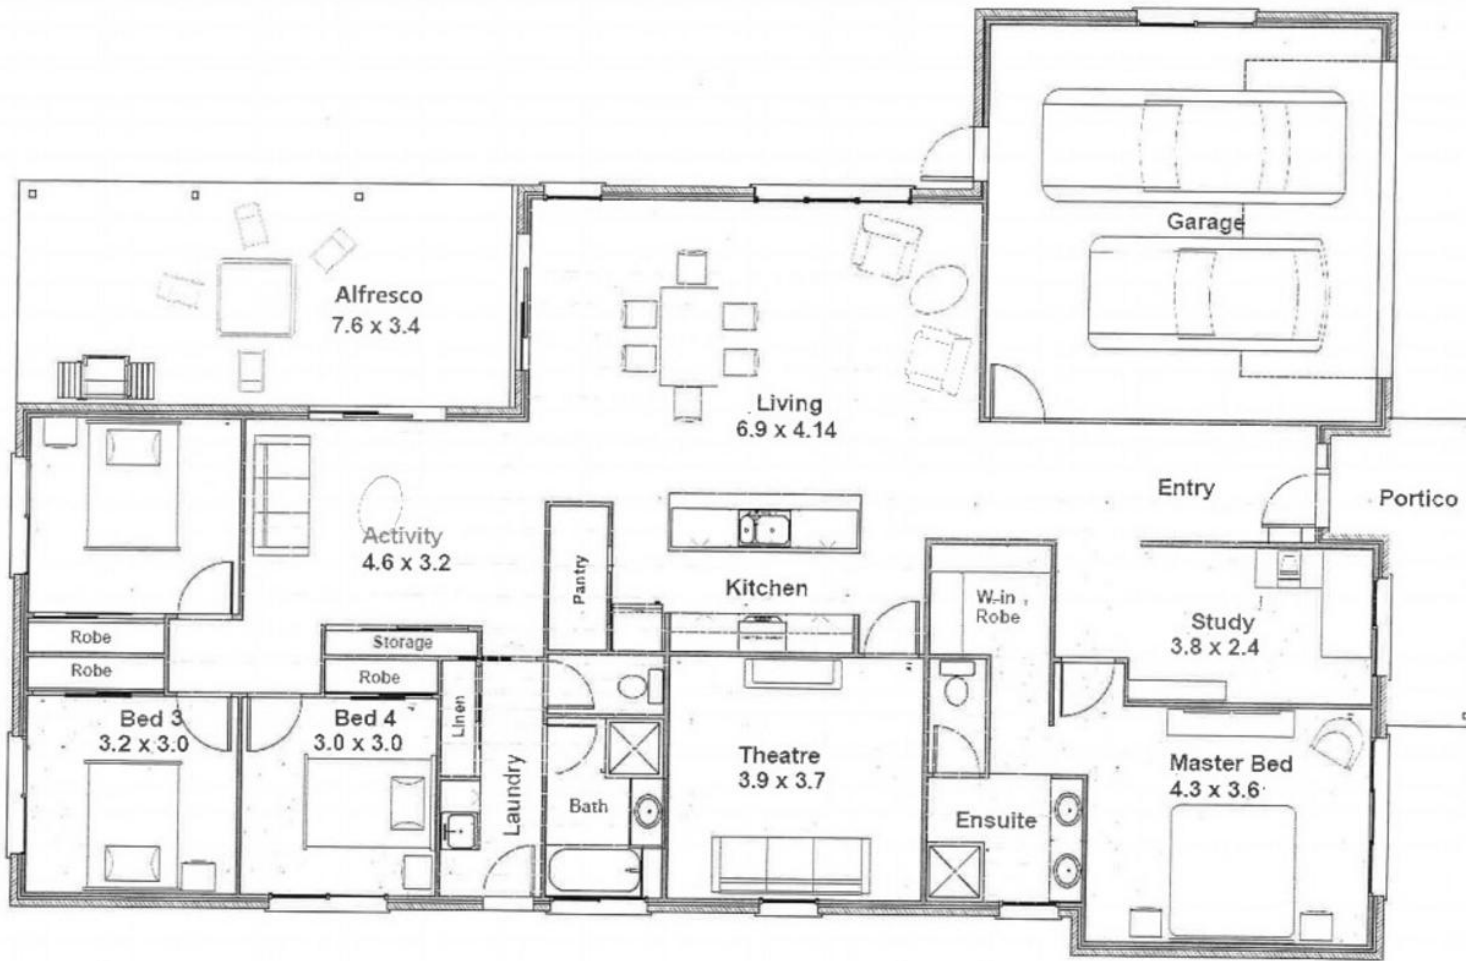 Garage
Alfresco
7.6 x 3.4
Living
6.9 x 4.14
Entry
Portico
Activity
4.6 x 3.2
Pantry
Kitchen
W-in
Robe
Study
3.8 x 2.4
Robe
Storage
Robe
Robe
Linen
Bed 3
3.2 x 3.0
Bed 4
3.0 x 3.0
Laundry
Bath
Theatre
3.9 x 3.7
Ensuite
Master Bed
4.3 x 3.6